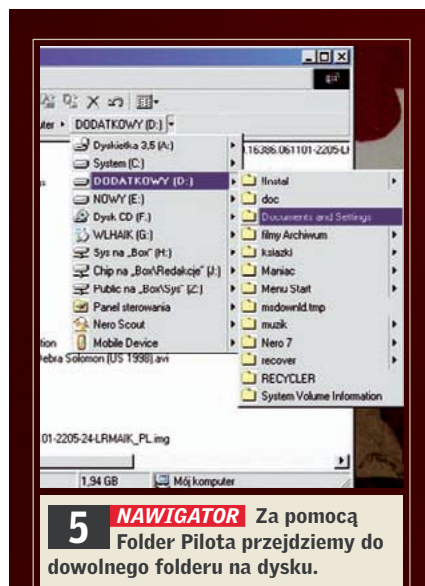 uter DODATKOWY (D:)
Dyskietka 3,5 (A:)
System (C:)
DODATKOWY (D:)
NOWY (E:)
Dysk CD (F:)
WLHAIK (G:)
Sys na „Box” (H:)
Chip na „Box\Redakcje” (J:)
Public na „Box\Sys” (Z:)
Panel sterowania
Nero Scout
Mobile Device
.16386.061101-2205-LI
!Instal
doc
Documents and Settings
filmy Archiwum
ksiazki
Maniac
Menu Start
msdownld.tmp
muzik
Nero 7
recover
RECYCLER
System Volume Information
tion
ebra Solomon (US 1998).avi
01-2205-24-LRMAIK_PL.img
1,94 GB
Mój komputer
5 NAWIGATOR Za pomocą
Folder Pilota przejdziemy do
dowolnego folderu na dysku.